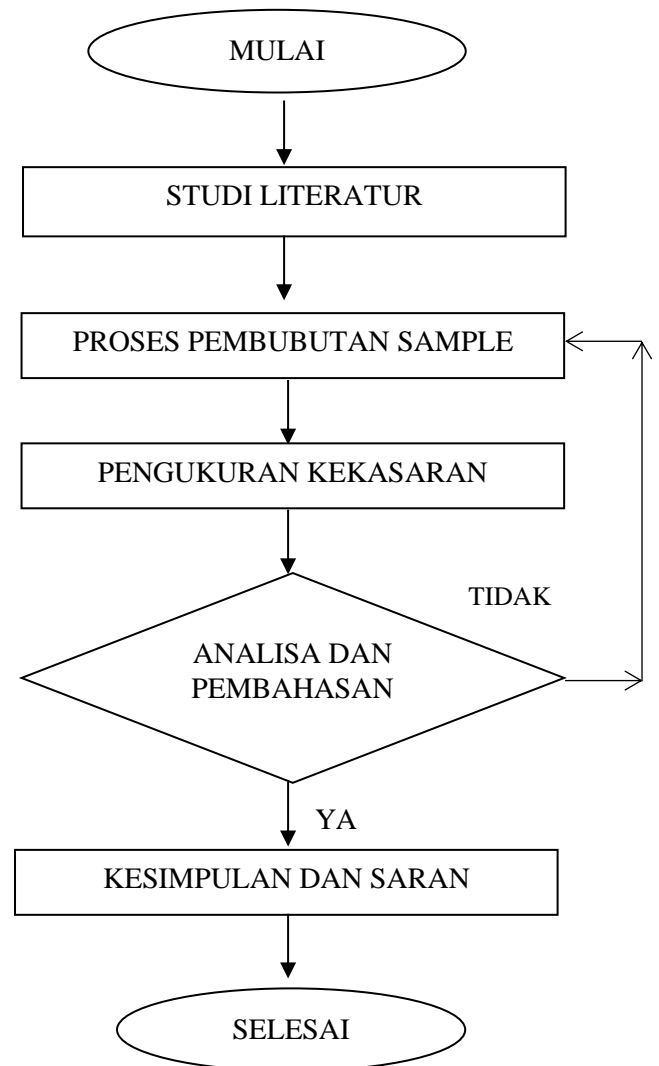 MULAI
STUDI LITERATUR
PROSES PEMBUBUTAN SAMPLE
PENGUKURAN KEKASARAN
TIDAK
ANALISA DAN
PEMBAHASAN
YA
KESIMPULAN DAN SARAN
SELESAI